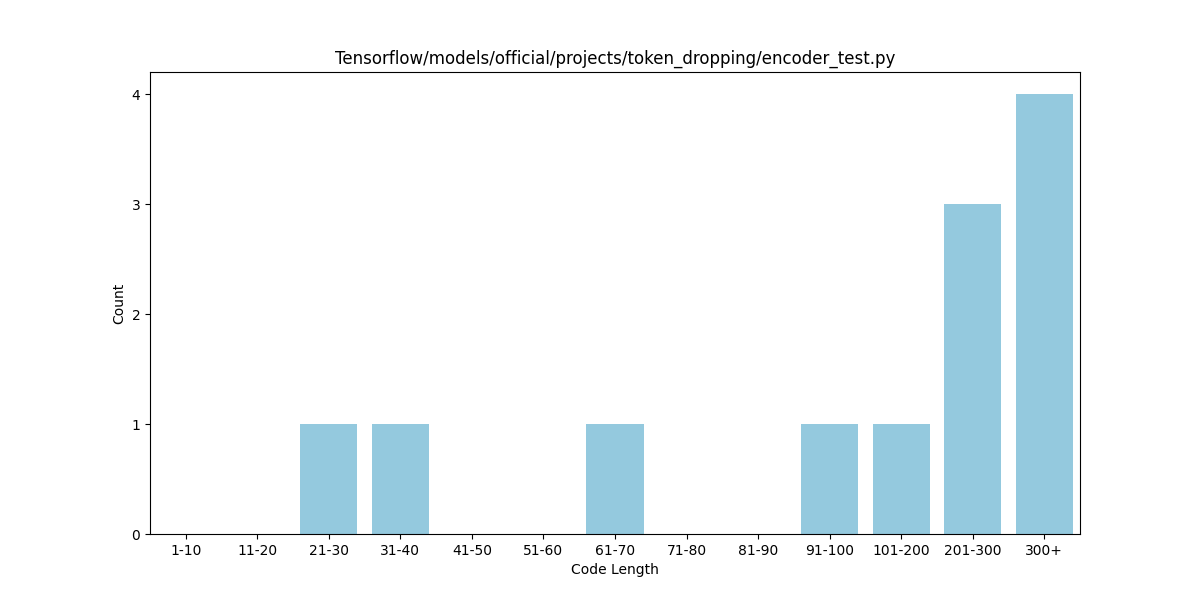 Tensorflow/models/official/projects/token_dropping/encoder_test.py
4
3
2
1
0
Count
1-10 11-20 21-30 31-40 41-50 51-60 61-70 71-80 81-90 91-100 101-200 201-300 300+
Code Length